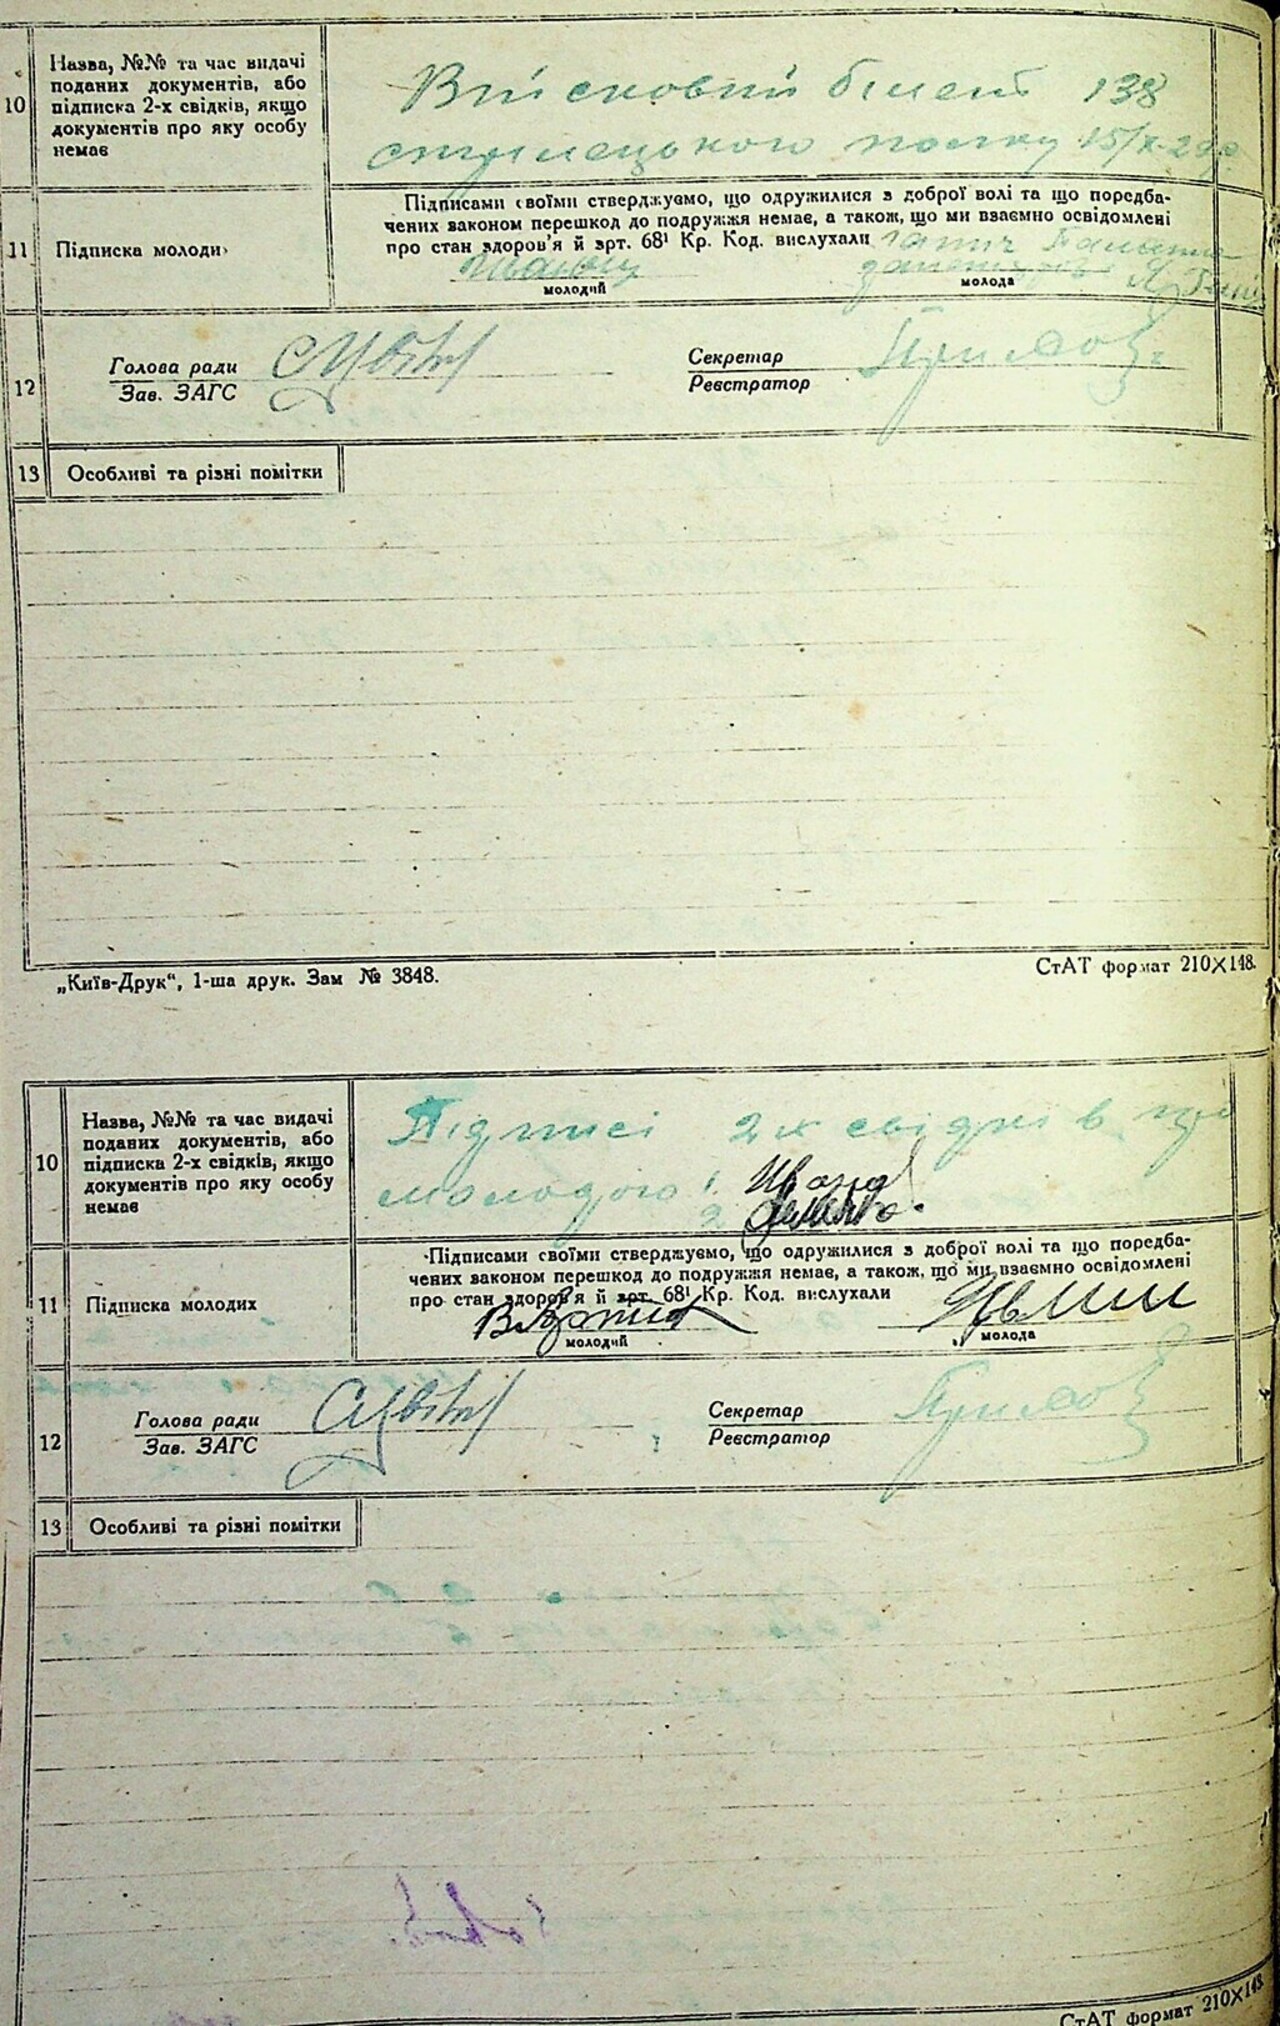 10
Назва, №№ та час видачі
поданих документів, або
підписка 2-х свідків, якщо
документів про яку особу
немає
Військовий білет 138
стрілецького полку 15/X-29р.
11
Підписка молоди
Підписами своїми стверджуємо, що одружилися з доброї волі та що поредба-
чених законом перешкод до подружжя немає, а також, що ми взаємно освідомлені
про стан здоров'я й арт. 68¹ Кр. Код. вислухали
молодий
молода
12
Голова ради
Зав. ЗАГС
Секретар
Реєстратор
13
Особливі та різні помітки
„Київ-Друк“, 1-ша друк. Зам № 3848.
СтАТ формат 210X148.
10
Назва, №№ та час видачі
поданих документів, або
підписка 2-х свідків, якщо
документів про яку особу
немає
Підписі 2х свідків про
молодого: 1
2
11
Підписка молодих
Підписами своїми стверджуємо, що одружилися з доброї волі та що поредба-
чених законом перешкод до подружжя немає, а також, що ми взаємно освідомлені
про стан здоров'я й арт. 68¹ Кр. Код. вислухали
молодий
молода
12
Голова ради
Зав. ЗАГС
Секретар
Реєстратор
13
Особливі та різні помітки
СтАТ формат 210X148